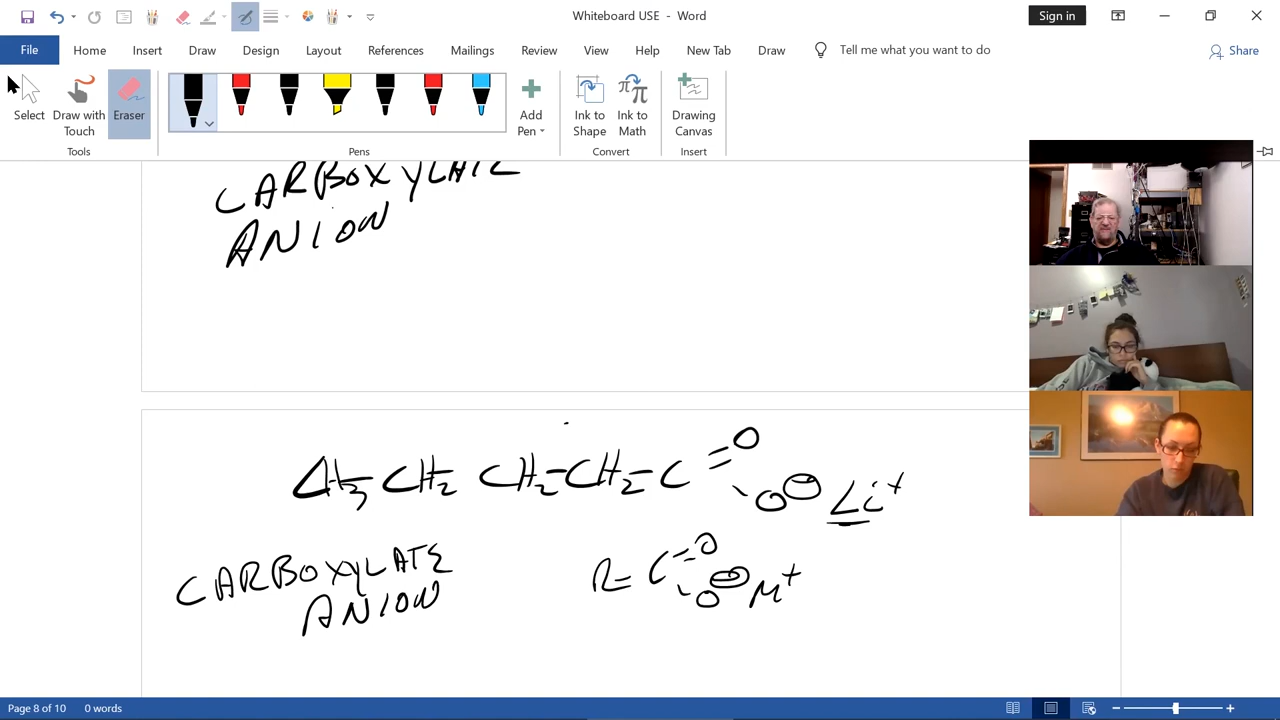 Whiteboard USE - Word
Sign in
File Home Insert Draw Design Layout References Mailings Review View Help New Tab Draw Tell me what you want to do Share
Select Draw with Touch Eraser Add Pen Ink to Shape Ink to Math Drawing Canvas
Tools Pens Convert Insert
CARBOXYLATE
ANION
CH3 CH2 CH2-CH2-C =O -O⊖ Li+
CARBOXYLATE
ANION
R-C =O -O⊖ M+
Page 8 of 10 0 words